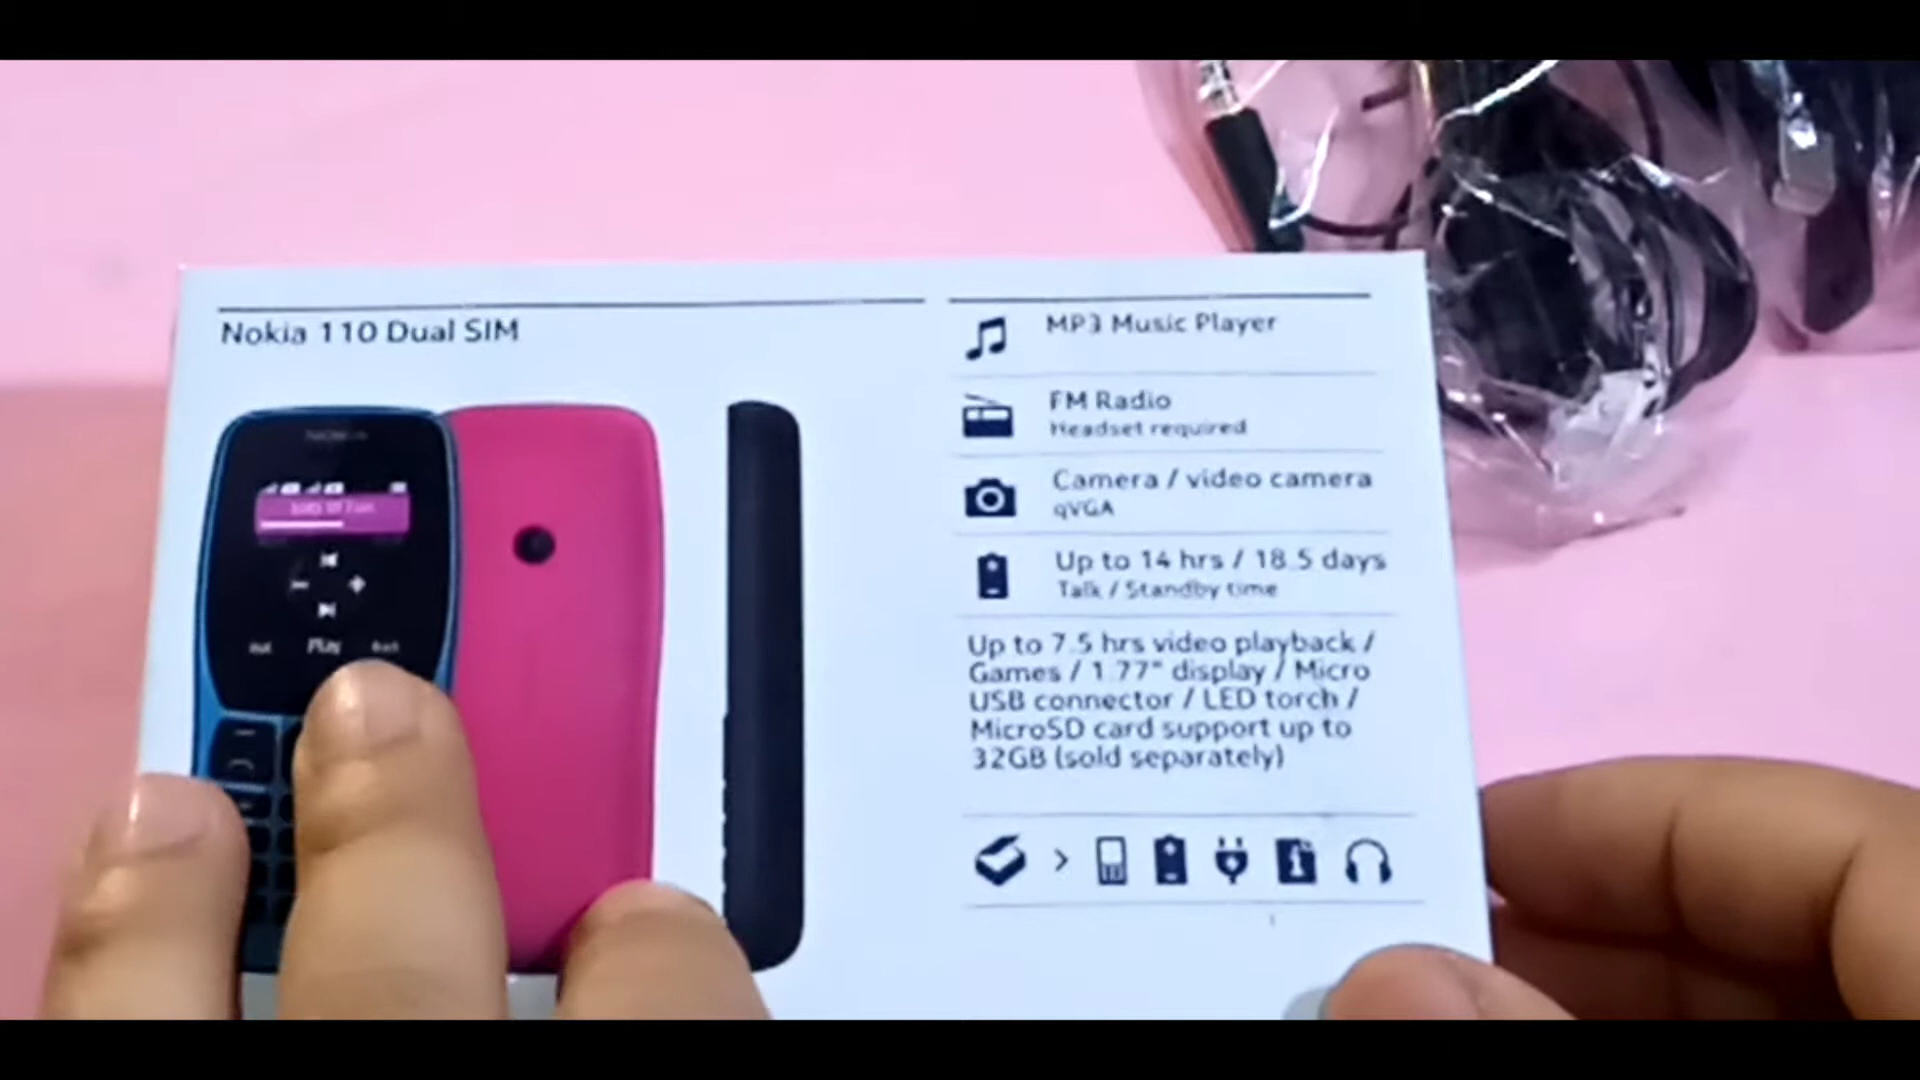 Nokia 110 Dual SIM
NOKIA
Play
MP3 Music Player
FM Radio
Headset required
Camera / video camera
qVGA
Up to 14 hrs / 18.5 days
Talk / Standby time
Up to 7.5 hrs video playback /
Games / 1.77" display / Micro
USB connector / LED torch /
MicroSD card support up to
32GB (sold separately)